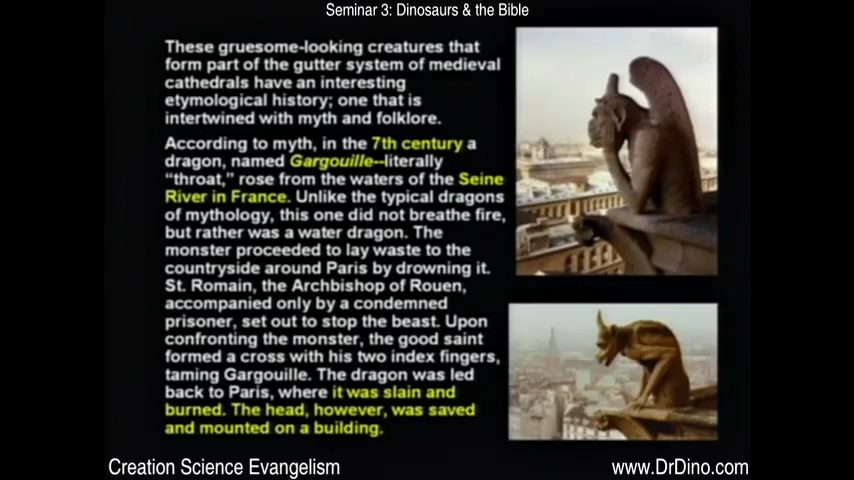 Seminar 3: Dinosaurs & the Bible
These gruesome-looking creatures that
form part of the gutter system of medieval
cathedrals have an interesting
etymological history; one that is
intertwined with myth and folklore.
According to myth, in the 7th century a
dragon, named Gargouille--literally
“throat,” rose from the waters of the Seine
River in France. Unlike the typical dragons
of mythology, this one did not breathe fire,
but rather was a water dragon. The
monster proceeded to lay waste to the
countryside around Paris by drowning it.
St. Romain, the Archbishop of Rouen,
accompanied only by a condemned
prisoner, set out to stop the beast. Upon
confronting the monster, the good saint
formed a cross with his two index fingers,
taming Gargouille. The dragon was led
back to Paris, where it was slain and
burned. The head, however, was saved
and mounted on a building.
Creation Science Evangelism
www.DrDino.com